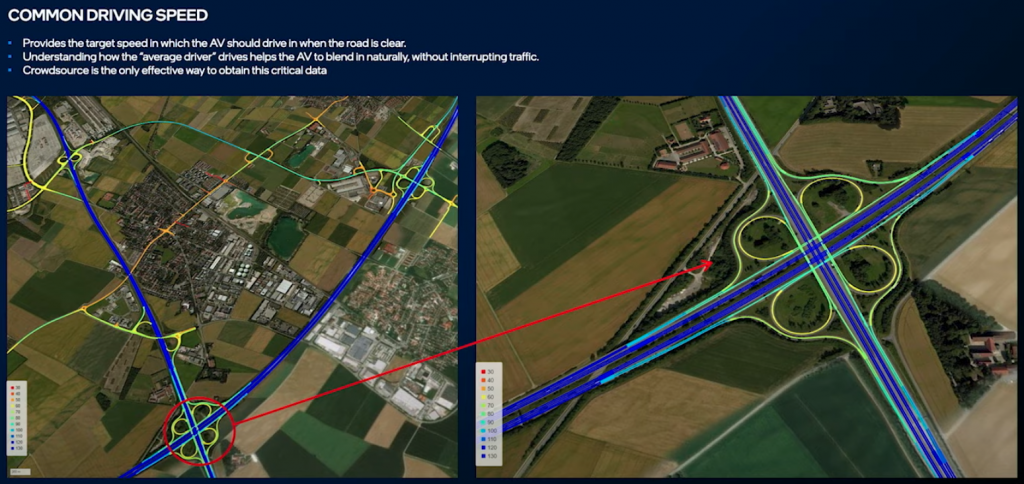 COMMON DRIVING SPEED
Provides the target speed in which the AV should drive in when the road is clear.
Understanding how the "average driver" drives helps the AV to blend in naturally, without interrupting traffic.
Crowdsource is the only effective way to obtain this critical data
30
40
50
60
70
80
90
100
110
120
130